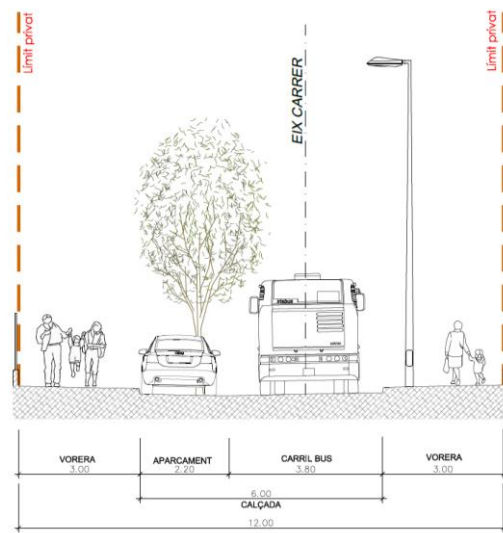 Límit privat
EIX CARRER
Límit privat
VORERA
3.00
APARCAMENT
2.20
CARRIL BUS
3.80
VORERA
3.00
6.00
CALÇADA
12.00